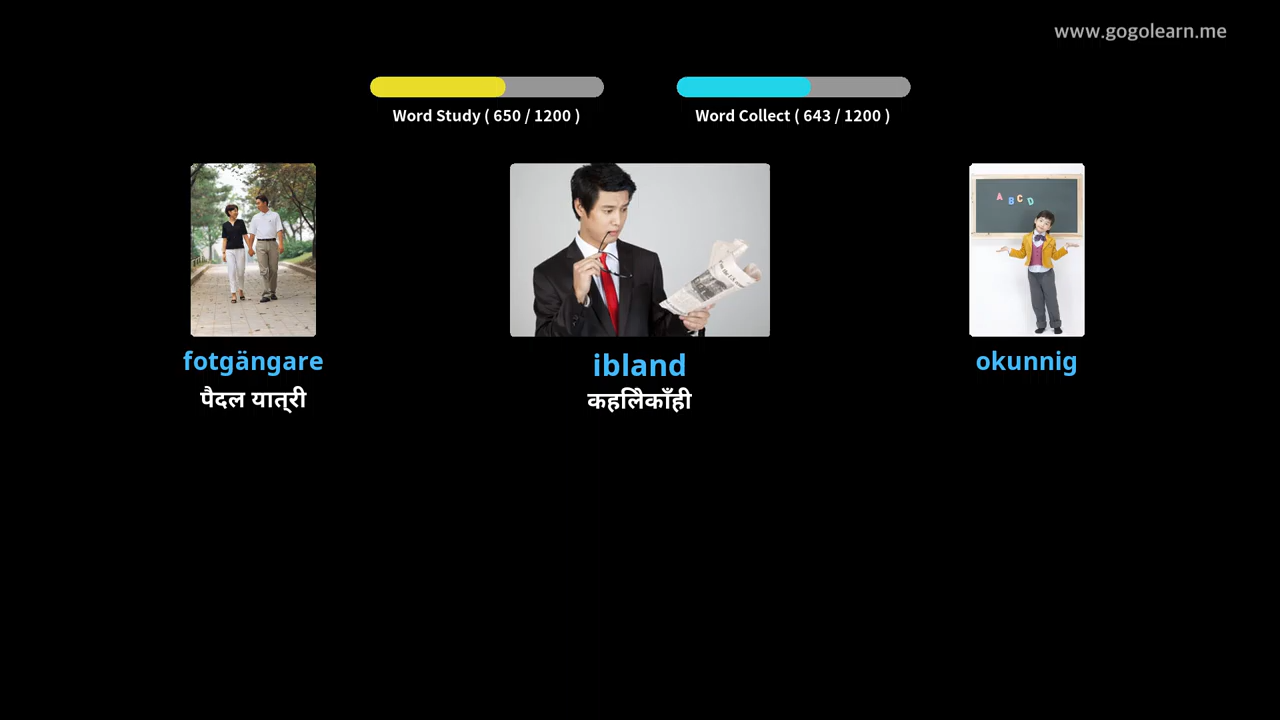 www.gogolearn.me
Word Study ( 650 / 1200 )
Word Collect ( 643 / 1200 )
A B C D
fotgängare
ibland
okunnig
पैदल यात्री
कहिलेकाँही